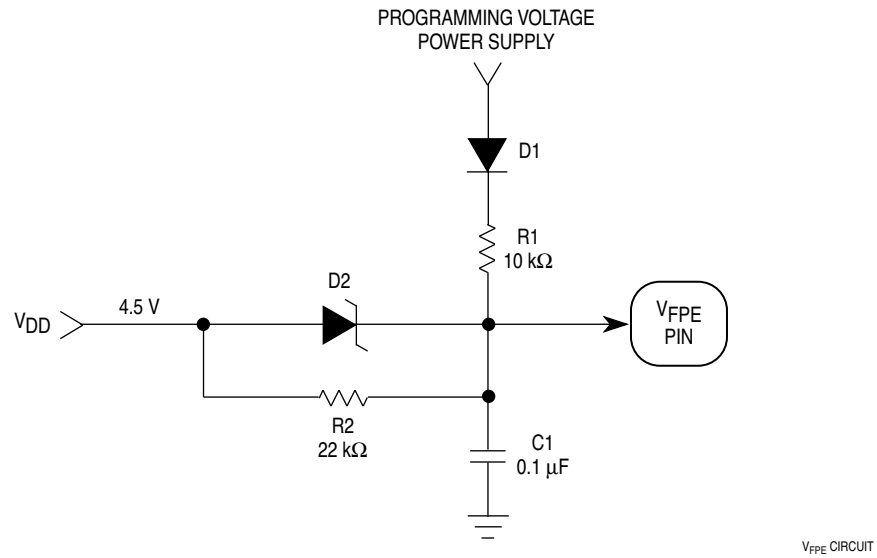 PROGRAMMING VOLTAGE
POWER SUPPLY
D1
R1
10 kΩ
D2
4.5 V
VDD
VFPE
PIN
R2
22 kΩ
C1
0.1 µF
VFPE CIRCUIT